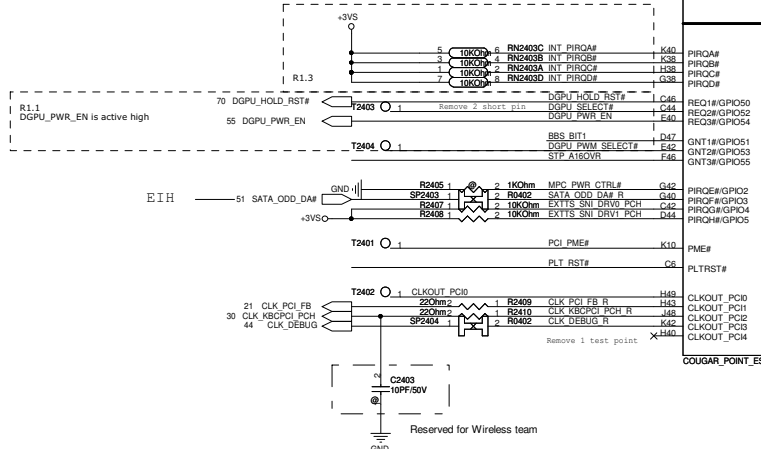 +3VS
5 10KOhm 6 RN2403C INT_PIRQA# K40 PIRQA#
3 10KOhm 4 RN2403B INT_PIRQB# K38 PIRQB#
1 10KOhm 2 RN2403A INT_PIRQC# H38 PIRQC#
7 10KOhm 8 RN2403D INT_PIRQD# G38 PIRQD#
R1.3
R1.1
DGPU_PWR_EN is active high
70 DGPU_HOLD_RST# DGPU_HOLD_RST# C46 REQ1#/GPIO50
T2403 1 Remove 2 short pin DGPU_SELECT# C44 REQ2#/GPIO52
55 DGPU_PWR_EN DGPU_PWR_EN E40 REQ3#/GPIO54
BBS_BIT1 D47 GNT1#/GPIO51
T2404 1 DGPU_PWM_SELECT# E42 GNT2#/GPIO53
STP_A16OVR F46 GNT3#/GPIO55
GND R2405 1 @ 2 1KOhm MPC_PWR_CTRL# G42 PIRQE#/GPIO2
EIH 51 SATA_ODD_DA# SP2403 1 2 R0402 SATA_ODD_DA#_R G40 PIRQF#/GPIO3
R2407 1 2 10KOhm EXTTS_SNI_DRV0_PCH C42 PIRQG#/GPIO4
+3VS R2408 1 2 10KOhm EXTTS_SNI_DRV1_PCH D44 PIRQH#/GPIO5
T2401 1 PCI_PME# K10 PME#
PLT_RST# C6 PLTRST#
T2402 1 CLKOUT_PCI0 H49 CLKOUT_PCI0
21 CLK_PCI_FB 22Ohm 2 1 R2409 CLK_PCI_FB_R H43 CLKOUT_PCI1
30 CLK_KBCPCI_PCH 22Ohm 2 1 R2410 CLK_KBCPCI_PCH_R J48 CLKOUT_PCI2
44 CLK_DEBUG SP2404 1 2 R0402 CLK_DEBUG_R K42 CLKOUT_PCI3
Remove 1 test point H40 CLKOUT_PCI4
COUGAR_POINT_ES
2 C2403
10PF/50V
@ 1
Reserved for Wireless team
GND